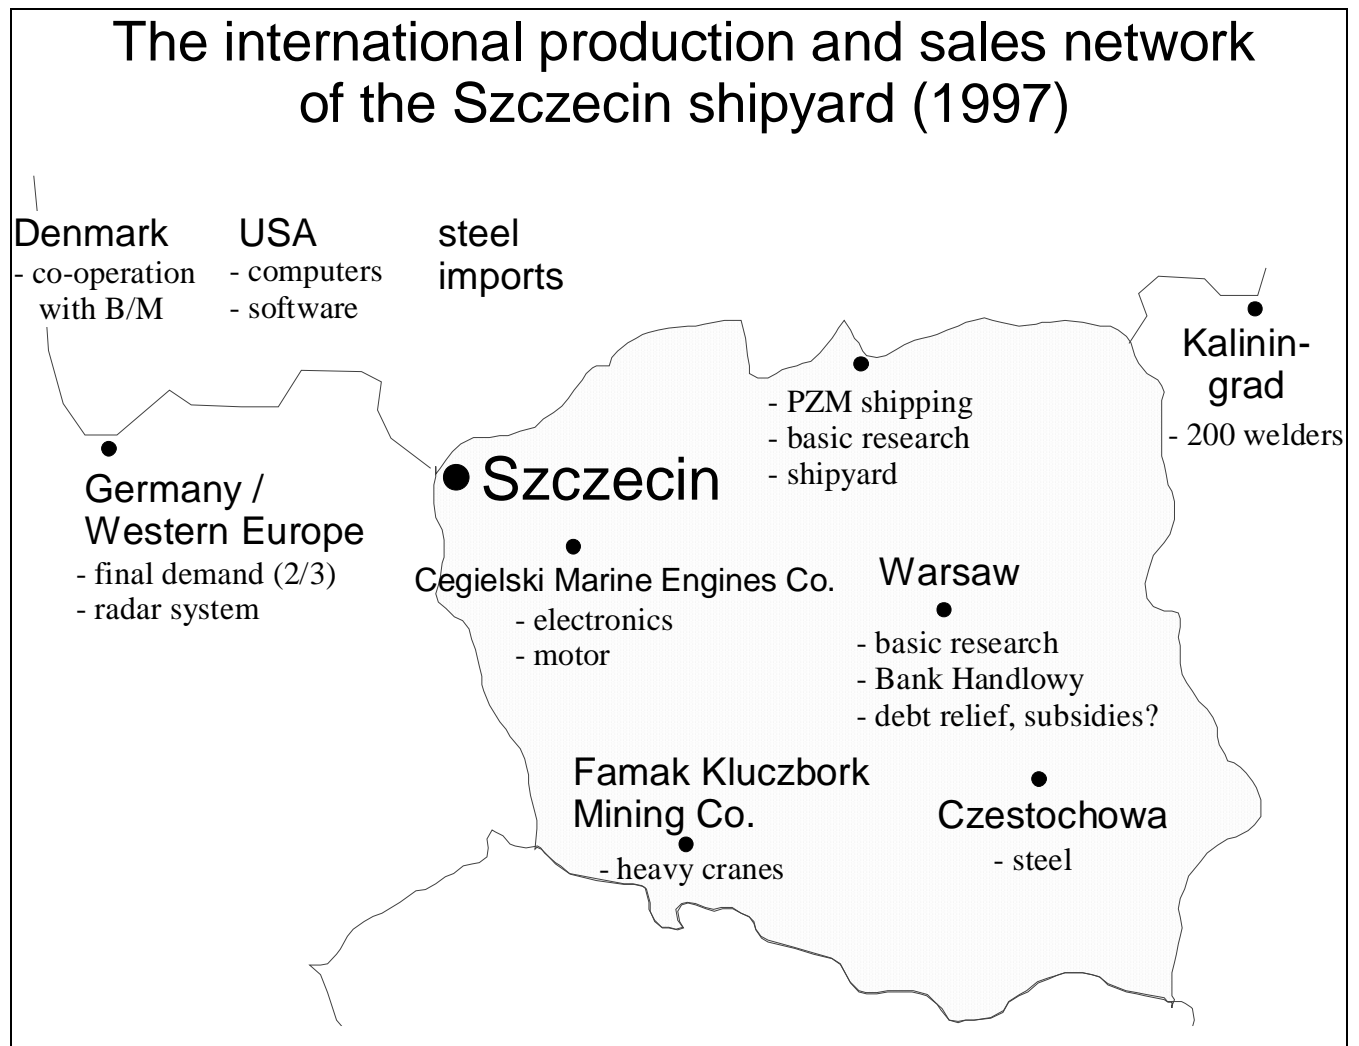 The international production and sales network
of the Szczecin shipyard (1997)
Denmark
- co-operation
with B/M
USA
- computers
- software
steel
imports
Kalinin-
grad
- 200 welders
- PZM shipping
- basic research
- shipyard
Szczecin
Germany /
Western Europe
- final demand (2/3)
- radar system
Cegielski Marine Engines Co.
- electronics
- motor
Warsaw
- basic research
- Bank Handlowy
- debt relief, subsidies?
Famak Kluczbork
Mining Co.
- heavy cranes
Czestochowa
- steel